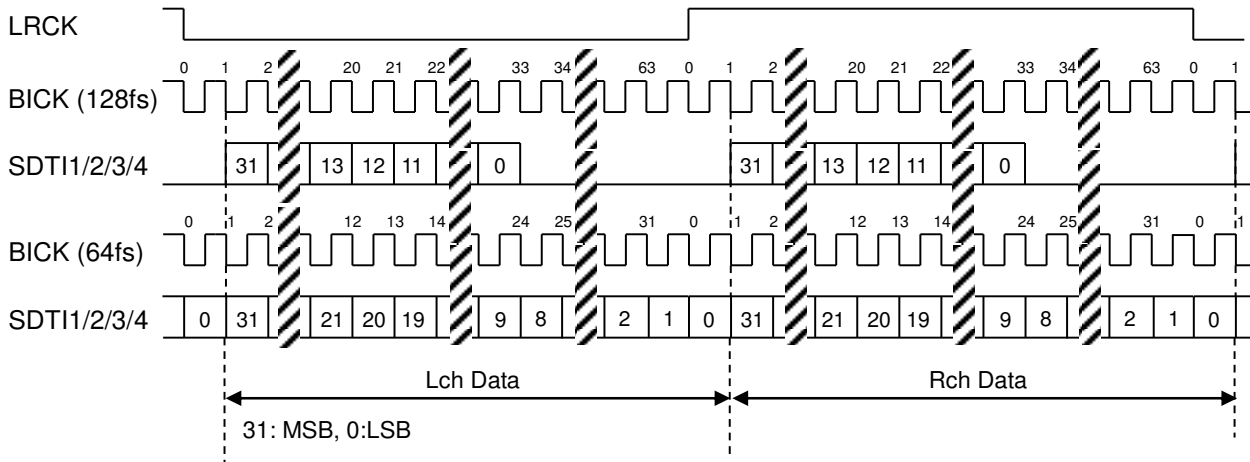 LRCK
0 1 2 20 21 22 33 34 63 0 1 2 20 21 22 33 34 63 0 1
BICK (128fs)
SDTI1/2/3/4 31 13 12 11 0 31 13 12 11 0
0 1 2 12 13 14 24 25 31 0 1 2 12 13 14 24 25 31 0 1
BICK (64fs)
SDTI1/2/3/4 0 31 21 20 19 9 8 2 1 0 31 21 20 19 9 8 2 1 0
Lch Data Rch Data
31: MSB, 0:LSB